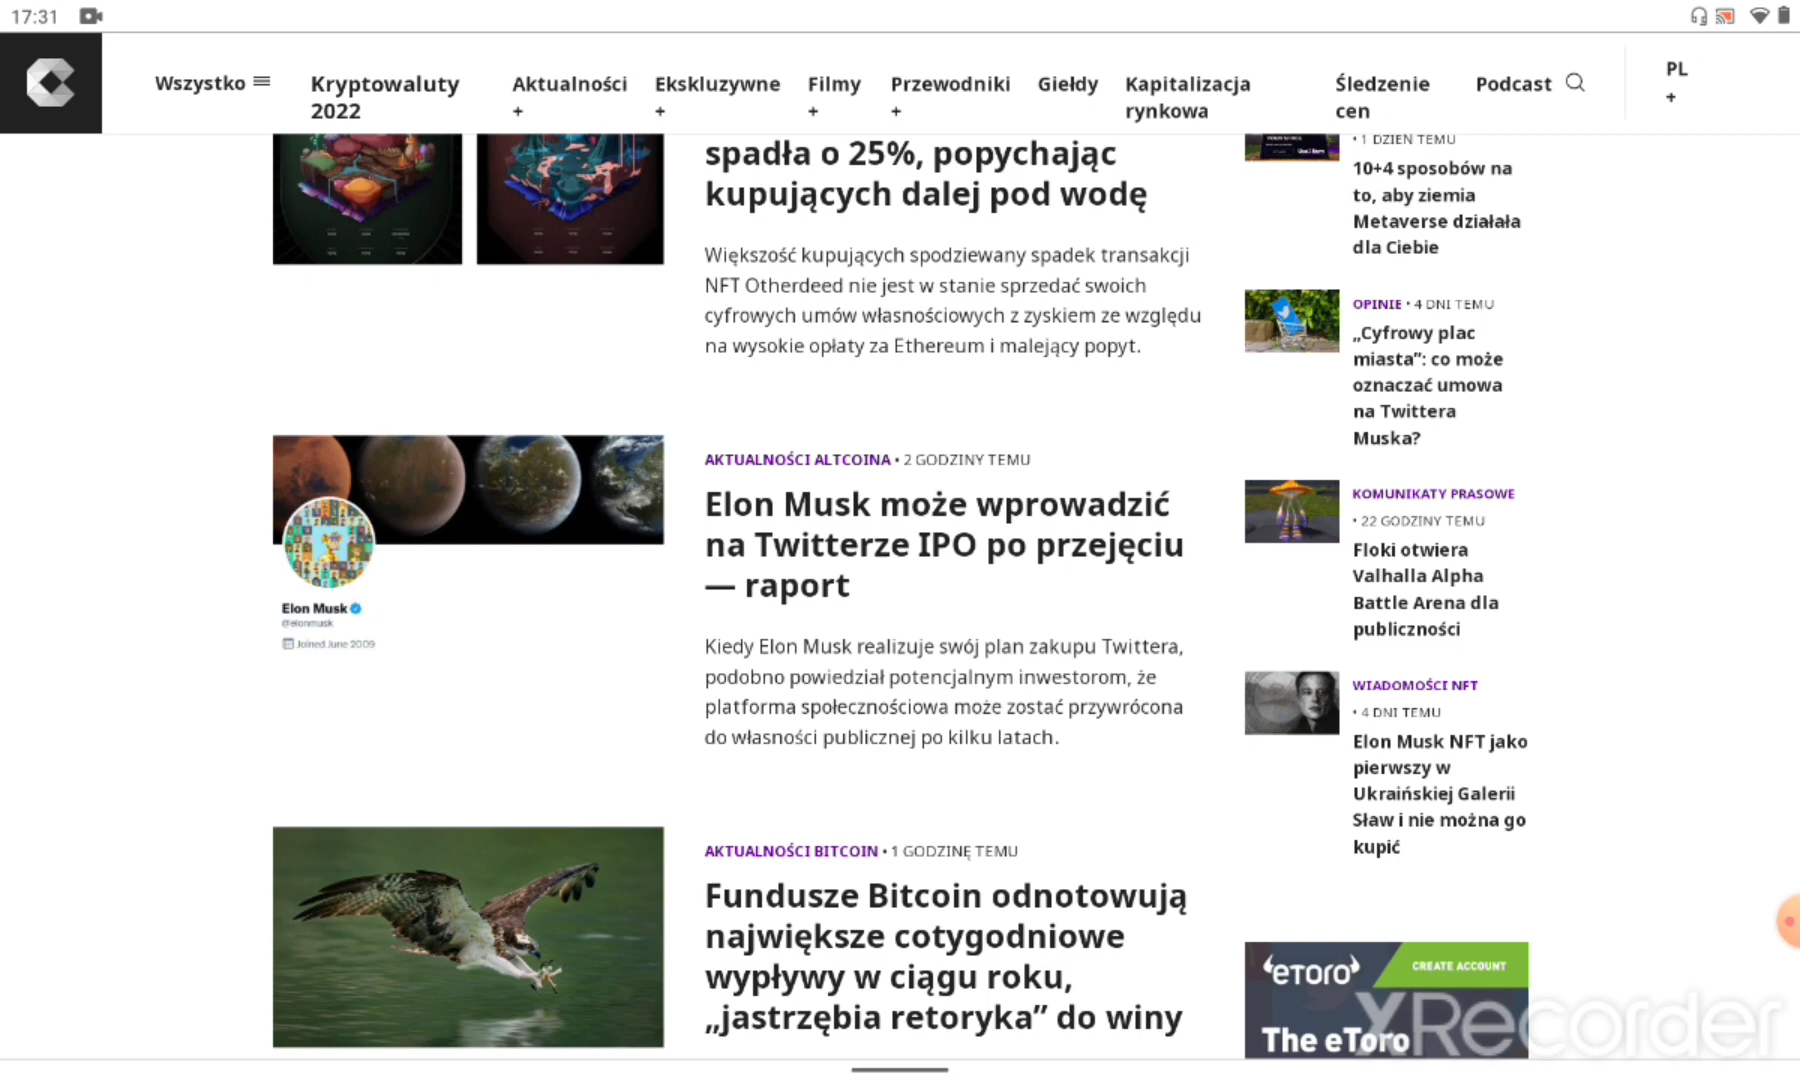 17:31
Wszystko
Kryptowaluty
2022
Aktualności
+
Ekskluzywne
+
Filmy
+
Przewodniki
+
Giełdy
Kapitalizacja
rynkowa
Śledzenie
cen
Podcast
PL
+
spadła o 25%, popychając
kupujących dalej pod wodę
Większość kupujących spodziewany spadek transakcji
NFT Otherdeed nie jest w stanie sprzedać swoich
cyfrowych umów własnościowych z zyskiem ze względu
na wysokie opłaty za Ethereum i malejący popyt.
Elon Musk
@elonmusk
Joined June 2009
AKTUALNOŚCI ALTCOINA • 2 GODZINY TEMU
Elon Musk może wprowadzić
na Twitterze IPO po przejęciu
— raport
Kiedy Elon Musk realizuje swój plan zakupu Twittera,
podobno powiedział potencjalnym inwestorom, że
platforma społecznościowa może zostać przywrócona
do własności publicznej po kilku latach.
AKTUALNOŚCI BITCOIN • 1 GODZINĘ TEMU
Fundusze Bitcoin odnotowują
największe cotygodniowe
wypływy w ciągu roku,
„jastrzębia retoryka” do winy
• 1 DZIEŃ TEMU
10+4 sposobów na
to, aby ziemia
Metaverse działała
dla Ciebie
OPINIE • 4 DNI TEMU
„Cyfrowy plac
miasta”: co może
oznaczać umowa
na Twittera
Muska?
KOMUNIKATY PRASOWE
• 22 GODZINY TEMU
Floki otwiera
Valhalla Alpha
Battle Arena dla
publiczności
WIADOMOŚCI NFT
• 4 DNI TEMU
Elon Musk NFT jako
pierwszy w
Ukraińskiej Galerii
Sław i nie można go
kupić
eToro
CREATE ACCOUNT
The eToro
XRecorder